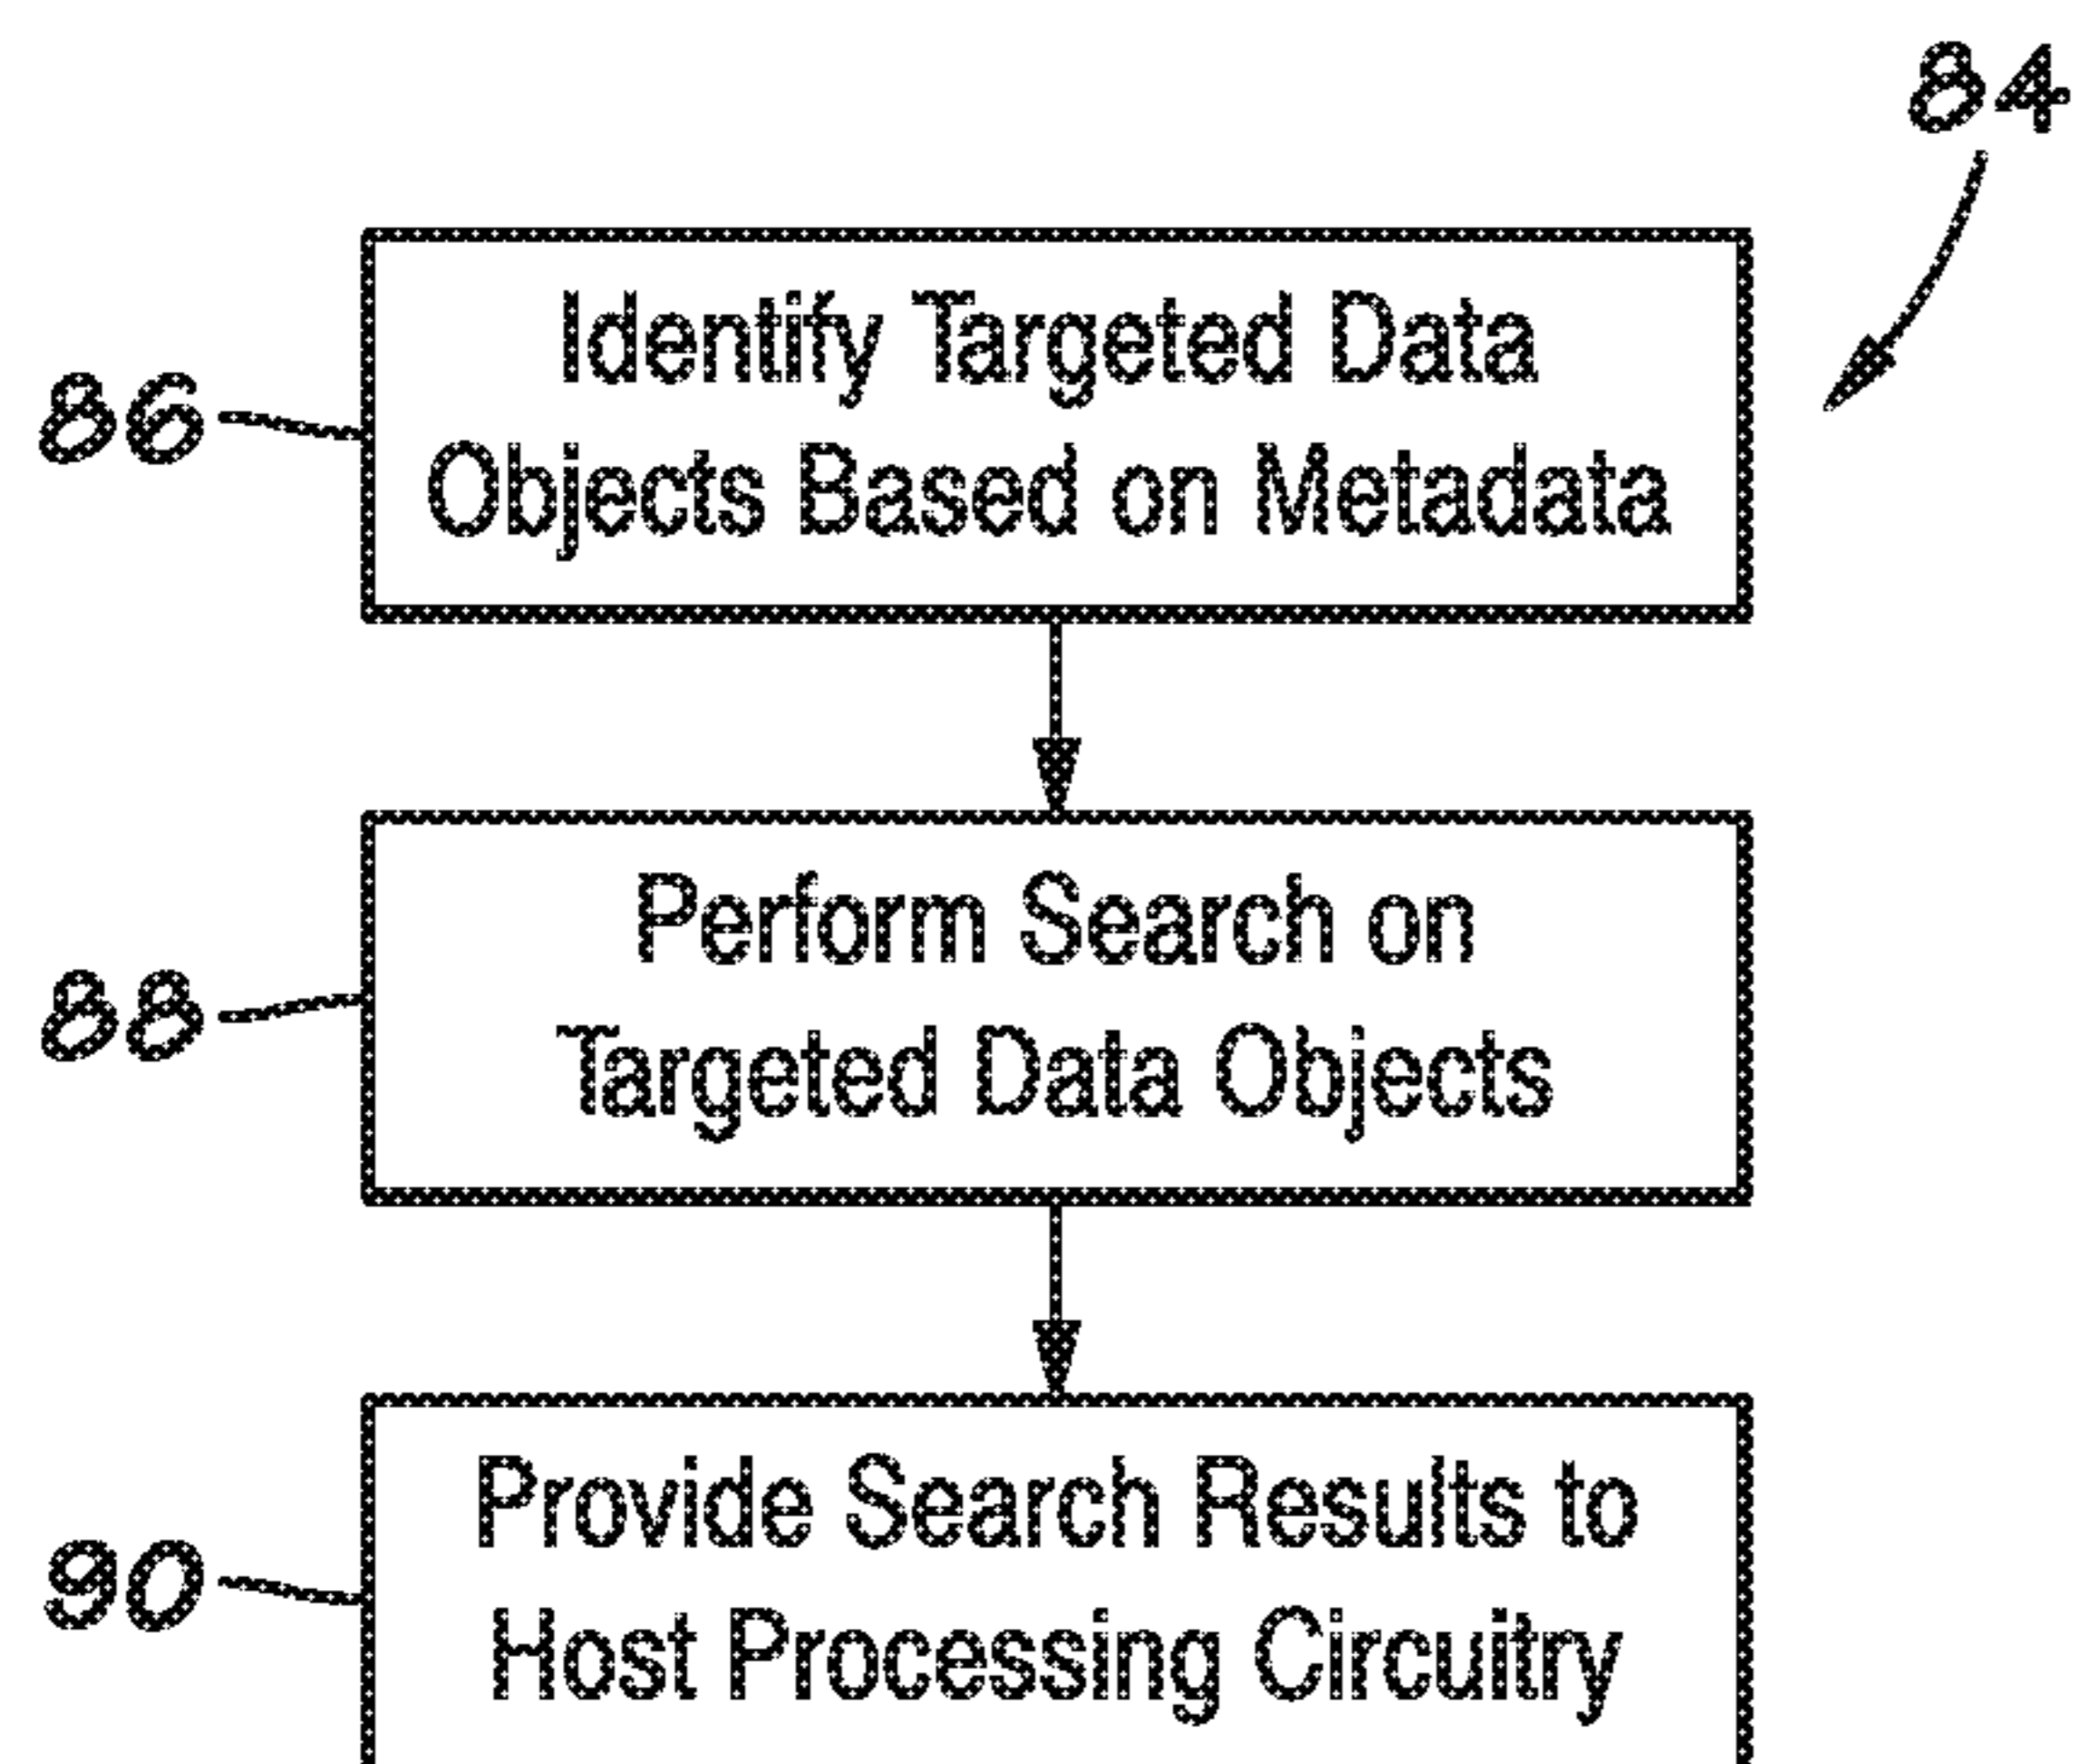 84
86
Identify Targeted Data
Objects Based on Metadata
88
Perform Search on
Targeted Data Objects
90
Provide Search Results to
Host Processing Circuitry